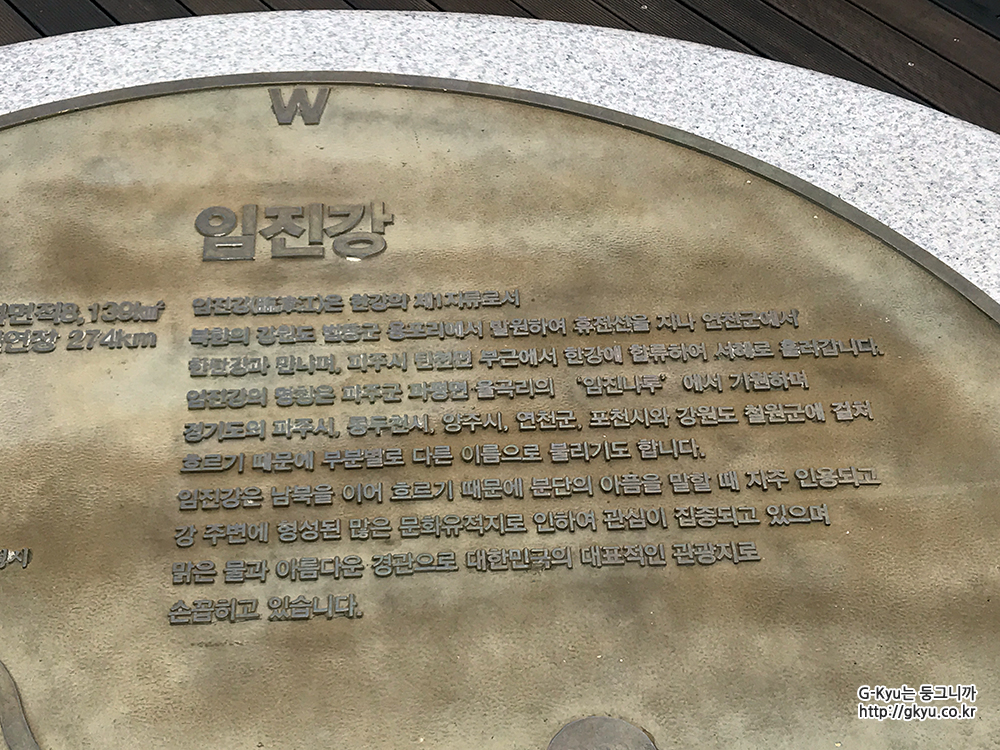 W
임진강
면적8,139㎢
연장 274km
임진강(臨津江)은 한강의 제1지류로서
북한의 강원도 법동군 용포리에서 발원하여 휴전선을 지나 연천군에서
한탄강과 만나며, 파주시 탄현면 부근에서 한강에 합류하여 서해로 흘러갑니다.
임진강의 명칭은 파주군 파평면 율곡리의 '임진나루' 에서 기원하며
경기도의 파주시, 동두천시, 양주시, 연천군, 포천시와 강원도 철원군에 걸쳐
흐르기 때문에 부분별로 다른 이름으로 불리기도 합니다.
임진강은 남북을 이어 흐르기 때문에 분단의 아픔을 말할 때 자주 인용되고
강 주변에 형성된 많은 문화유적지로 인하여 관심이 집중되고 있으며
맑은 물과 아름다운 경관으로 대한민국의 대표적인 관광지로
손꼽히고 있습니다.
G-Kyu는 둥그니까
http://gkyu.co.kr